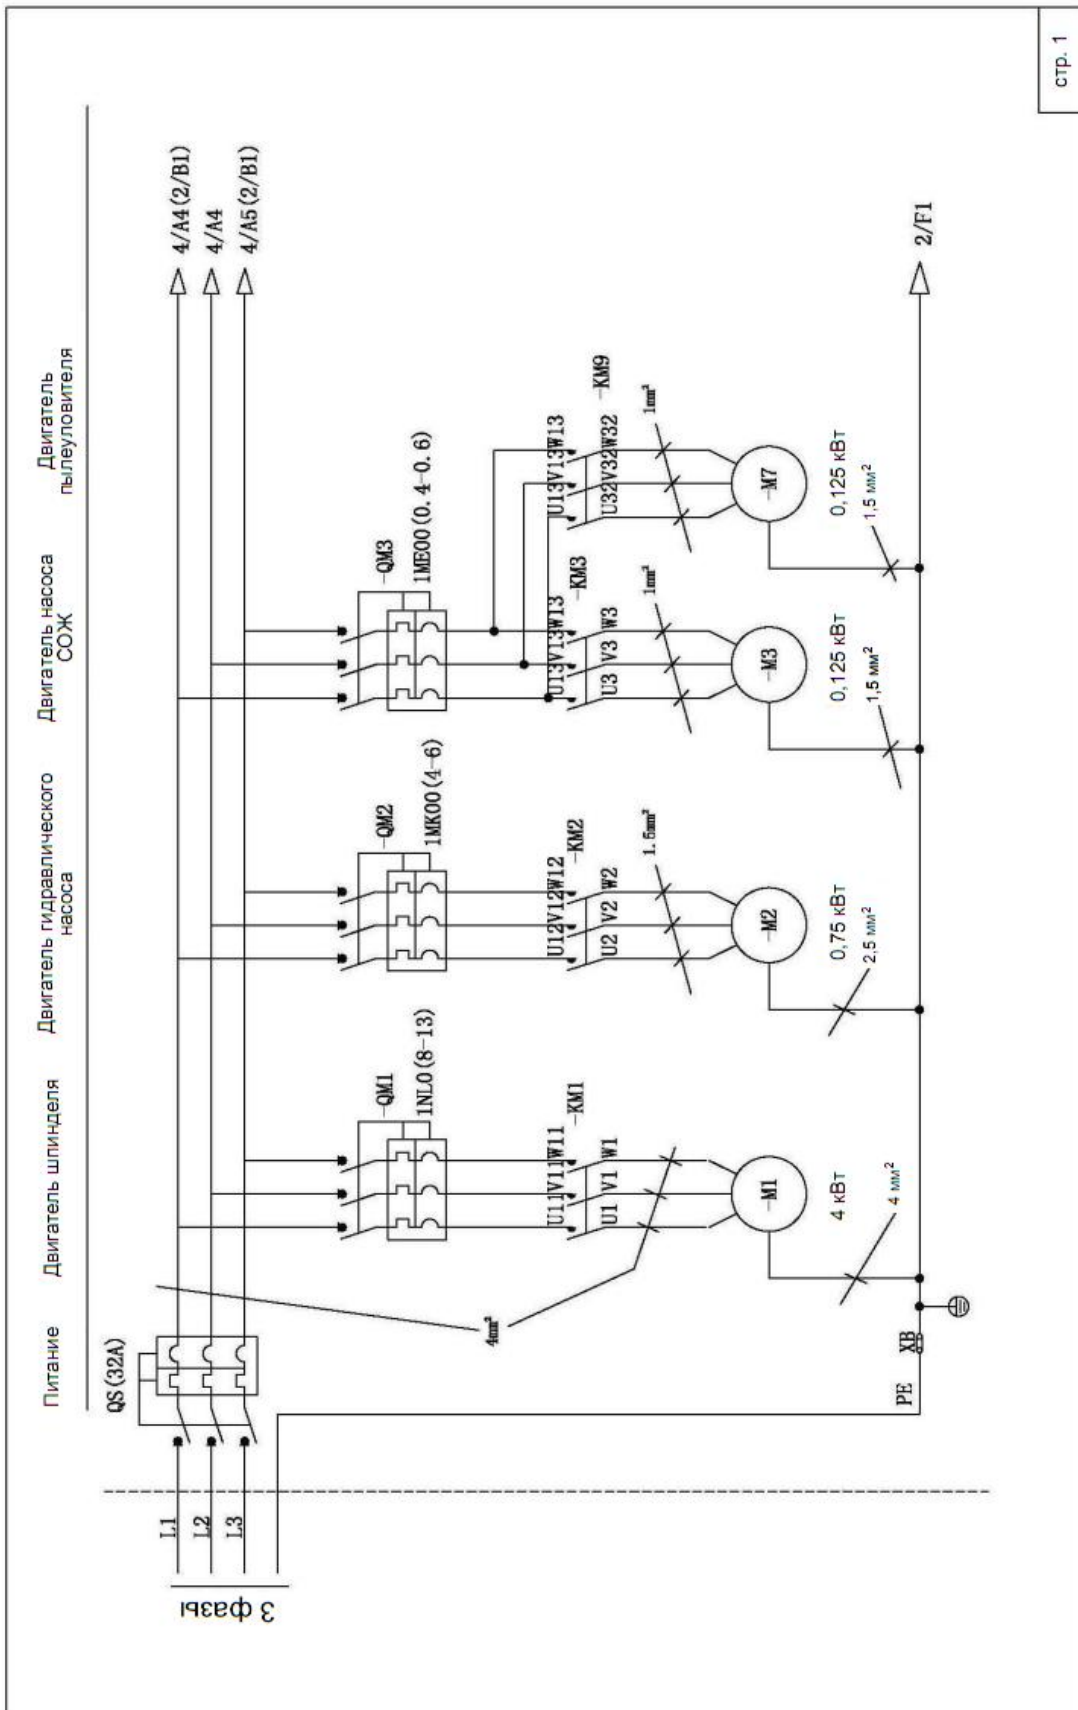 стр. 1
Питание
Двигатель шпинделя
Двигатель гидравлического
насоса
Двигатель насоса
СОЖ
Двигатель
пылеуловителя
QS(32A)
4/A4(2/B1)
4/A4
4/A5(2/B1)
L1
L2
L3
3 фазы
-QM1
1NL0(8-13)
-QM2
1MK00(4-6)
-QM3
1ME00(0.4-0.6)
U11V11W11
-KM1
U1 V1 W1
U12V12W12
-KM2
U2 V2 W2
U13V13W13
-KM3
U3 V3 W3
U13V13W13
-KM9
U32V32W32
4mm²
1.5mm²
1mm²
1mm²
-M1
-M2
-M3
-M7
4 кВт
4 мм²
0,75 кВт
2,5 мм²
0,125 кВт
1,5 мм²
0,125 кВт
1,5 мм²
PE
XB
2/F1